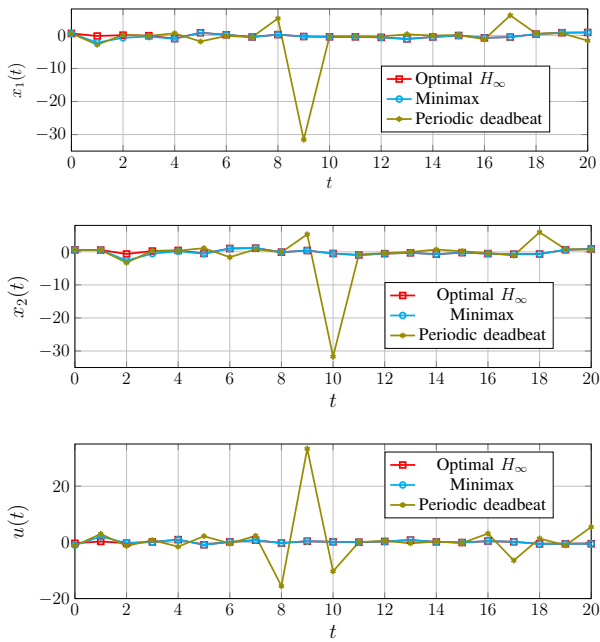 0
−10
−20
−30
x₁(t)
Optimal H∞
Minimax
Periodic deadbeat
0 2 4 6 8 10 12 14 16 18 20
t
0
−10
−20
−30
x₂(t)
Optimal H∞
Minimax
Periodic deadbeat
0 2 4 6 8 10 12 14 16 18 20
t
20
0
−20
u(t)
Optimal H∞
Minimax
Periodic deadbeat
0 2 4 6 8 10 12 14 16 18 20
t